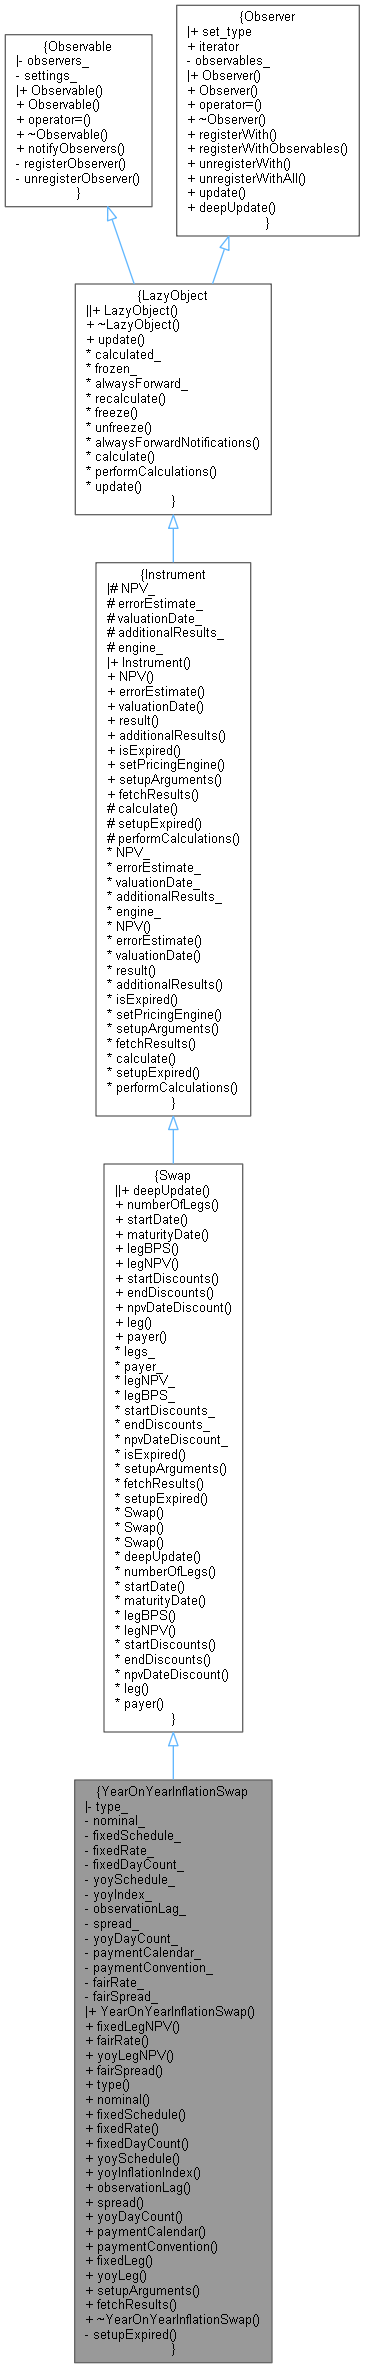 {Observable
|- observers_
- settings_
|+ Observable()
+ Observable()
+ operator=()
+ ~Observable()
+ notifyObservers()
- registerObserver()
- unregisterObserver()
}
{Observer
|+ set_type
+ iterator
- observables_
|+ Observer()
+ Observer()
+ operator=()
+ ~Observer()
+ registerWith()
+ registerWithObservables()
+ unregisterWith()
+ unregisterWithAll()
+ update()
+ deepUpdate()
}
{LazyObject
||+ LazyObject()
+ ~LazyObject()
+ update()
* calculated_
* frozen_
* alwaysForward_
* recalculate()
* freeze()
* unfreeze()
* alwaysForwardNotifications()
* calculate()
* performCalculations()
* update()
}
{Instrument
|# NPV_
# errorEstimate_
# valuationDate_
# additionalResults_
# engine_
|+ Instrument()
+ NPV()
+ errorEstimate()
+ valuationDate()
+ result()
+ additionalResults()
+ isExpired()
+ setPricingEngine()
+ setupArguments()
+ fetchResults()
# calculate()
# setupExpired()
# performCalculations()
* NPV_
* errorEstimate_
* valuationDate_
* additionalResults_
* engine_
* NPV()
* errorEstimate()
* valuationDate()
* result()
* additionalResults()
* isExpired()
* setPricingEngine()
* setupArguments()
* fetchResults()
* calculate()
* setupExpired()
* performCalculations()
}
{Swap
||+ deepUpdate()
+ numberOfLegs()
+ startDate()
+ maturityDate()
+ legBPS()
+ legNPV()
+ startDiscounts()
+ endDiscounts()
+ npvDateDiscount()
+ leg()
+ payer()
* legs_
* payer_
* legNPV_
* legBPS_
* startDiscounts_
* endDiscounts_
* npvDateDiscount_
* isExpired()
* setupArguments()
* fetchResults()
* setupExpired()
* Swap()
* Swap()
* Swap()
* deepUpdate()
* numberOfLegs()
* startDate()
* maturityDate()
* legBPS()
* legNPV()
* startDiscounts()
* endDiscounts()
* npvDateDiscount()
* leg()
* payer()
}
{YearOnYearInflationSwap
|- type_
- nominal_
- fixedSchedule_
- fixedRate_
- fixedDayCount_
- yoySchedule_
- yoyIndex_
- observationLag_
- spread_
- yoyDayCount_
- paymentCalendar_
- paymentConvention_
- fairRate_
- fairSpread_
|+ YearOnYearInflationSwap()
+ fixedLegNPV()
+ fairRate()
+ yoyLegNPV()
+ fairSpread()
+ type()
+ nominal()
+ fixedSchedule()
+ fixedRate()
+ fixedDayCount()
+ yoySchedule()
+ yoyInflationIndex()
+ observationLag()
+ spread()
+ yoyDayCount()
+ paymentCalendar()
+ paymentConvention()
+ fixedLeg()
+ yoyLeg()
+ setupArguments()
+ fetchResults()
+ ~YearOnYearInflationSwap()
- setupExpired()
}